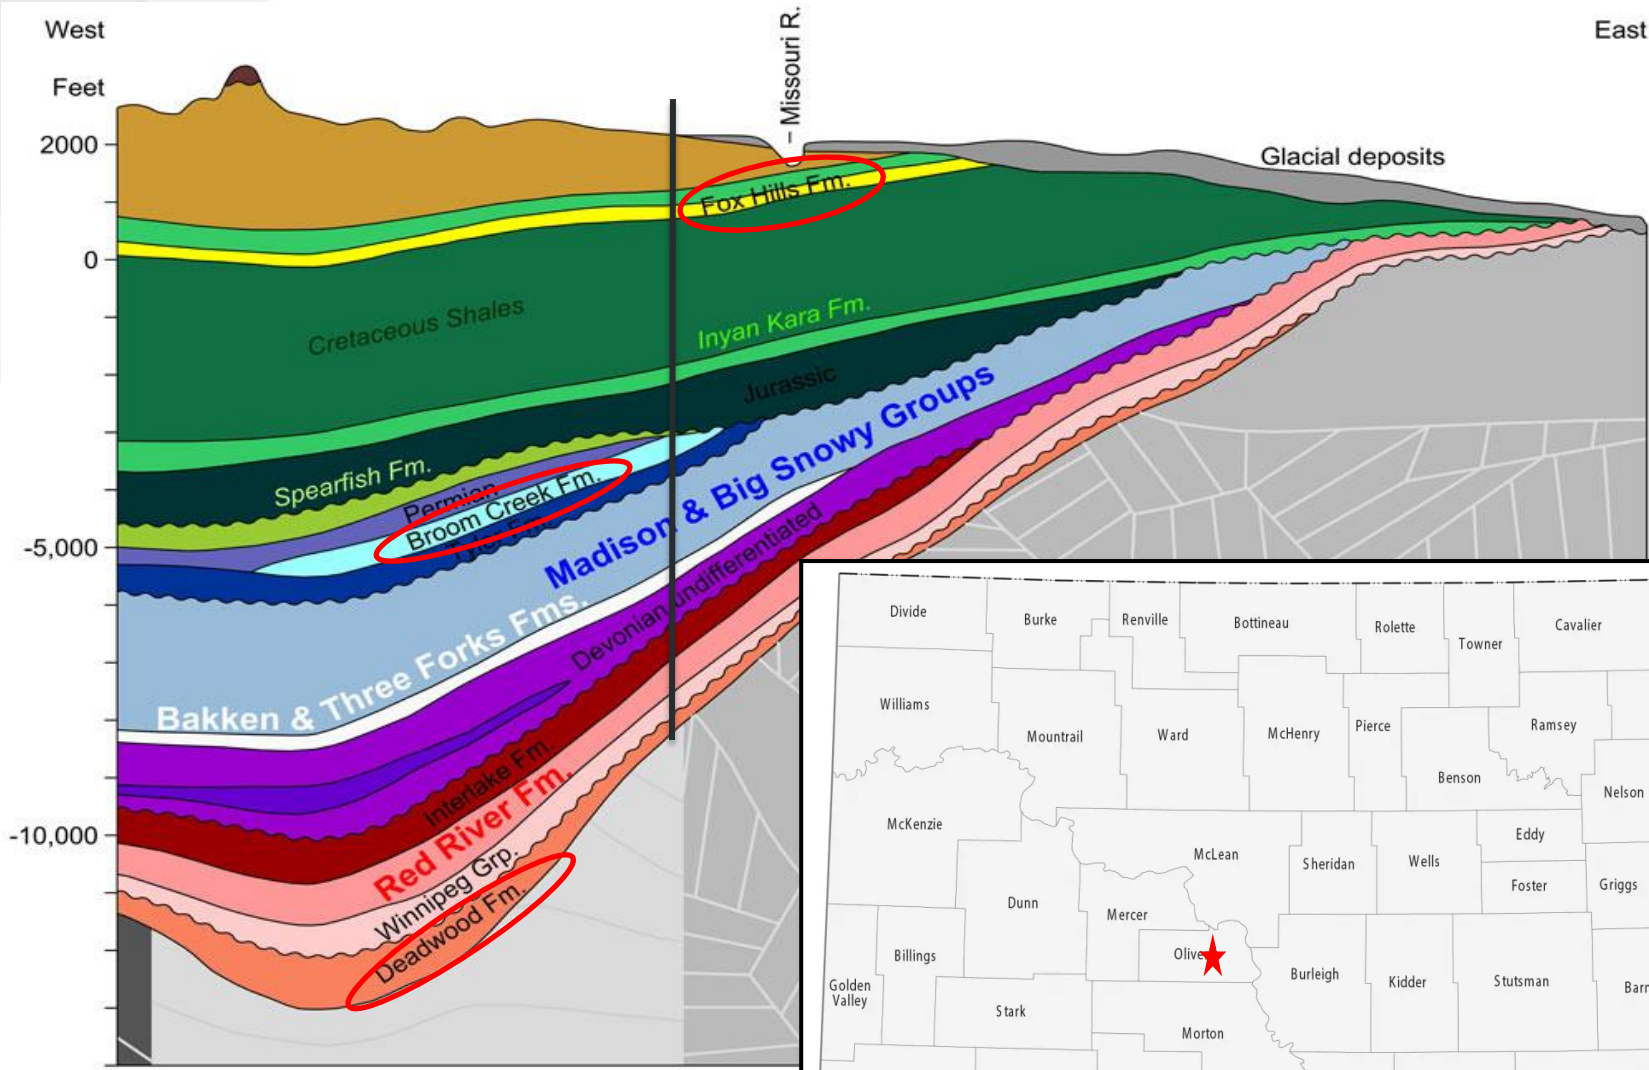 West
East
Feet
– Missouri R.
2000
Glacial deposits
Fox Hills Fm.
0
Cretaceous Shales
Inyan Kara Fm.
Jurassic
Spearfish Fm.
Permian
Broom Creek Fm.
Tyler Fm.
-5,000
Madison & Big Snowy Groups
Bakken & Three Forks Fms.
Devonian undifferentiated
Interlake Fm.
-10,000
Red River Fm.
Winnipeg Grp.
Deadwood Fm.
Divide
Burke
Renville
Bottineau
Rolette
Towner
Cavalier
Williams
Mountrail
Ward
McHenry
Pierce
Ramsey
Benson
Nelson
McKenzie
McLean
Sheridan
Wells
Eddy
Foster
Griggs
Dunn
Mercer
Billings
Olive
Burleigh
Kidder
Stutsman
Barn
Golden
Valley
Stark
Morton